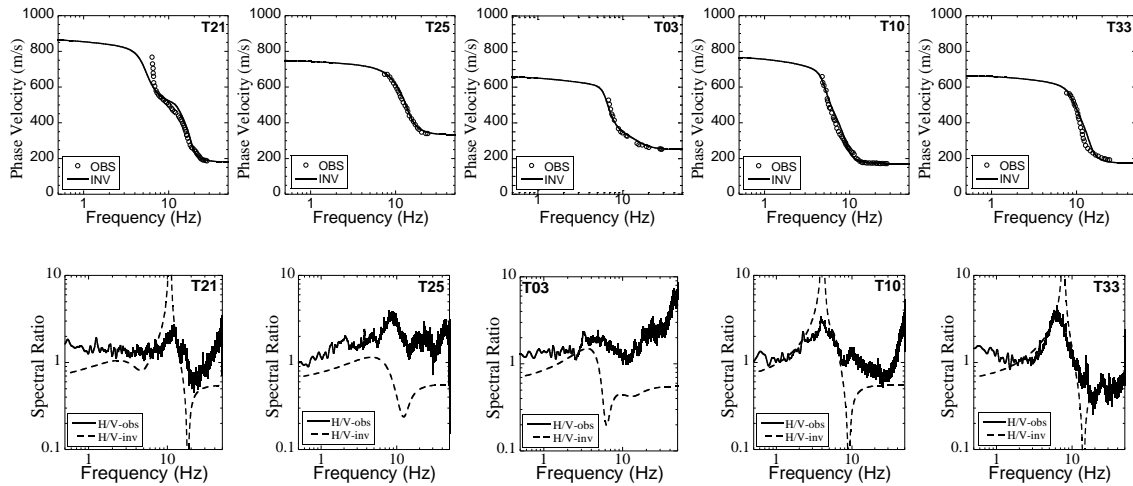 1000
800
600
400
200
0
Phase Velocity (m/s)
T21
OBS
INV
1
10
Frequency (Hz)
1000
800
600
400
200
0
Phase Velocity (m/s)
T25
OBS
INV
1
10
Frequency (Hz)
1000
800
600
400
200
0
Phase Velocity (m/s)
T03
OBS
INV
1
10
Frequency (Hz)
1000
800
600
400
200
0
Phase Velocity (m/s)
T10
OBS
INV
1
10
Frequency (Hz)
1000
800
600
400
200
0
Phase Velocity (m/s)
T33
OBS
INV
1
10
Frequency (Hz)
10
1
0.1
Spectral Ratio
T21
H/V-obs
H/V-inv
1
10
Frequency (Hz)
10
1
0.1
Spectral Ratio
T25
H/V-obs
H/V-inv
1
10
Frequency (Hz)
10
1
0.1
Spectral Ratio
T03
H/V-obs
H/V-inv
1
10
Frequency (Hz)
10
1
0.1
Spectral Ratio
T10
H/V-obs
H/V-inv
1
10
Frequency (Hz)
10
1
0.1
Spectral Ratio
T33
H/V-obs
H/V-inv
1
10
Frequency (Hz)